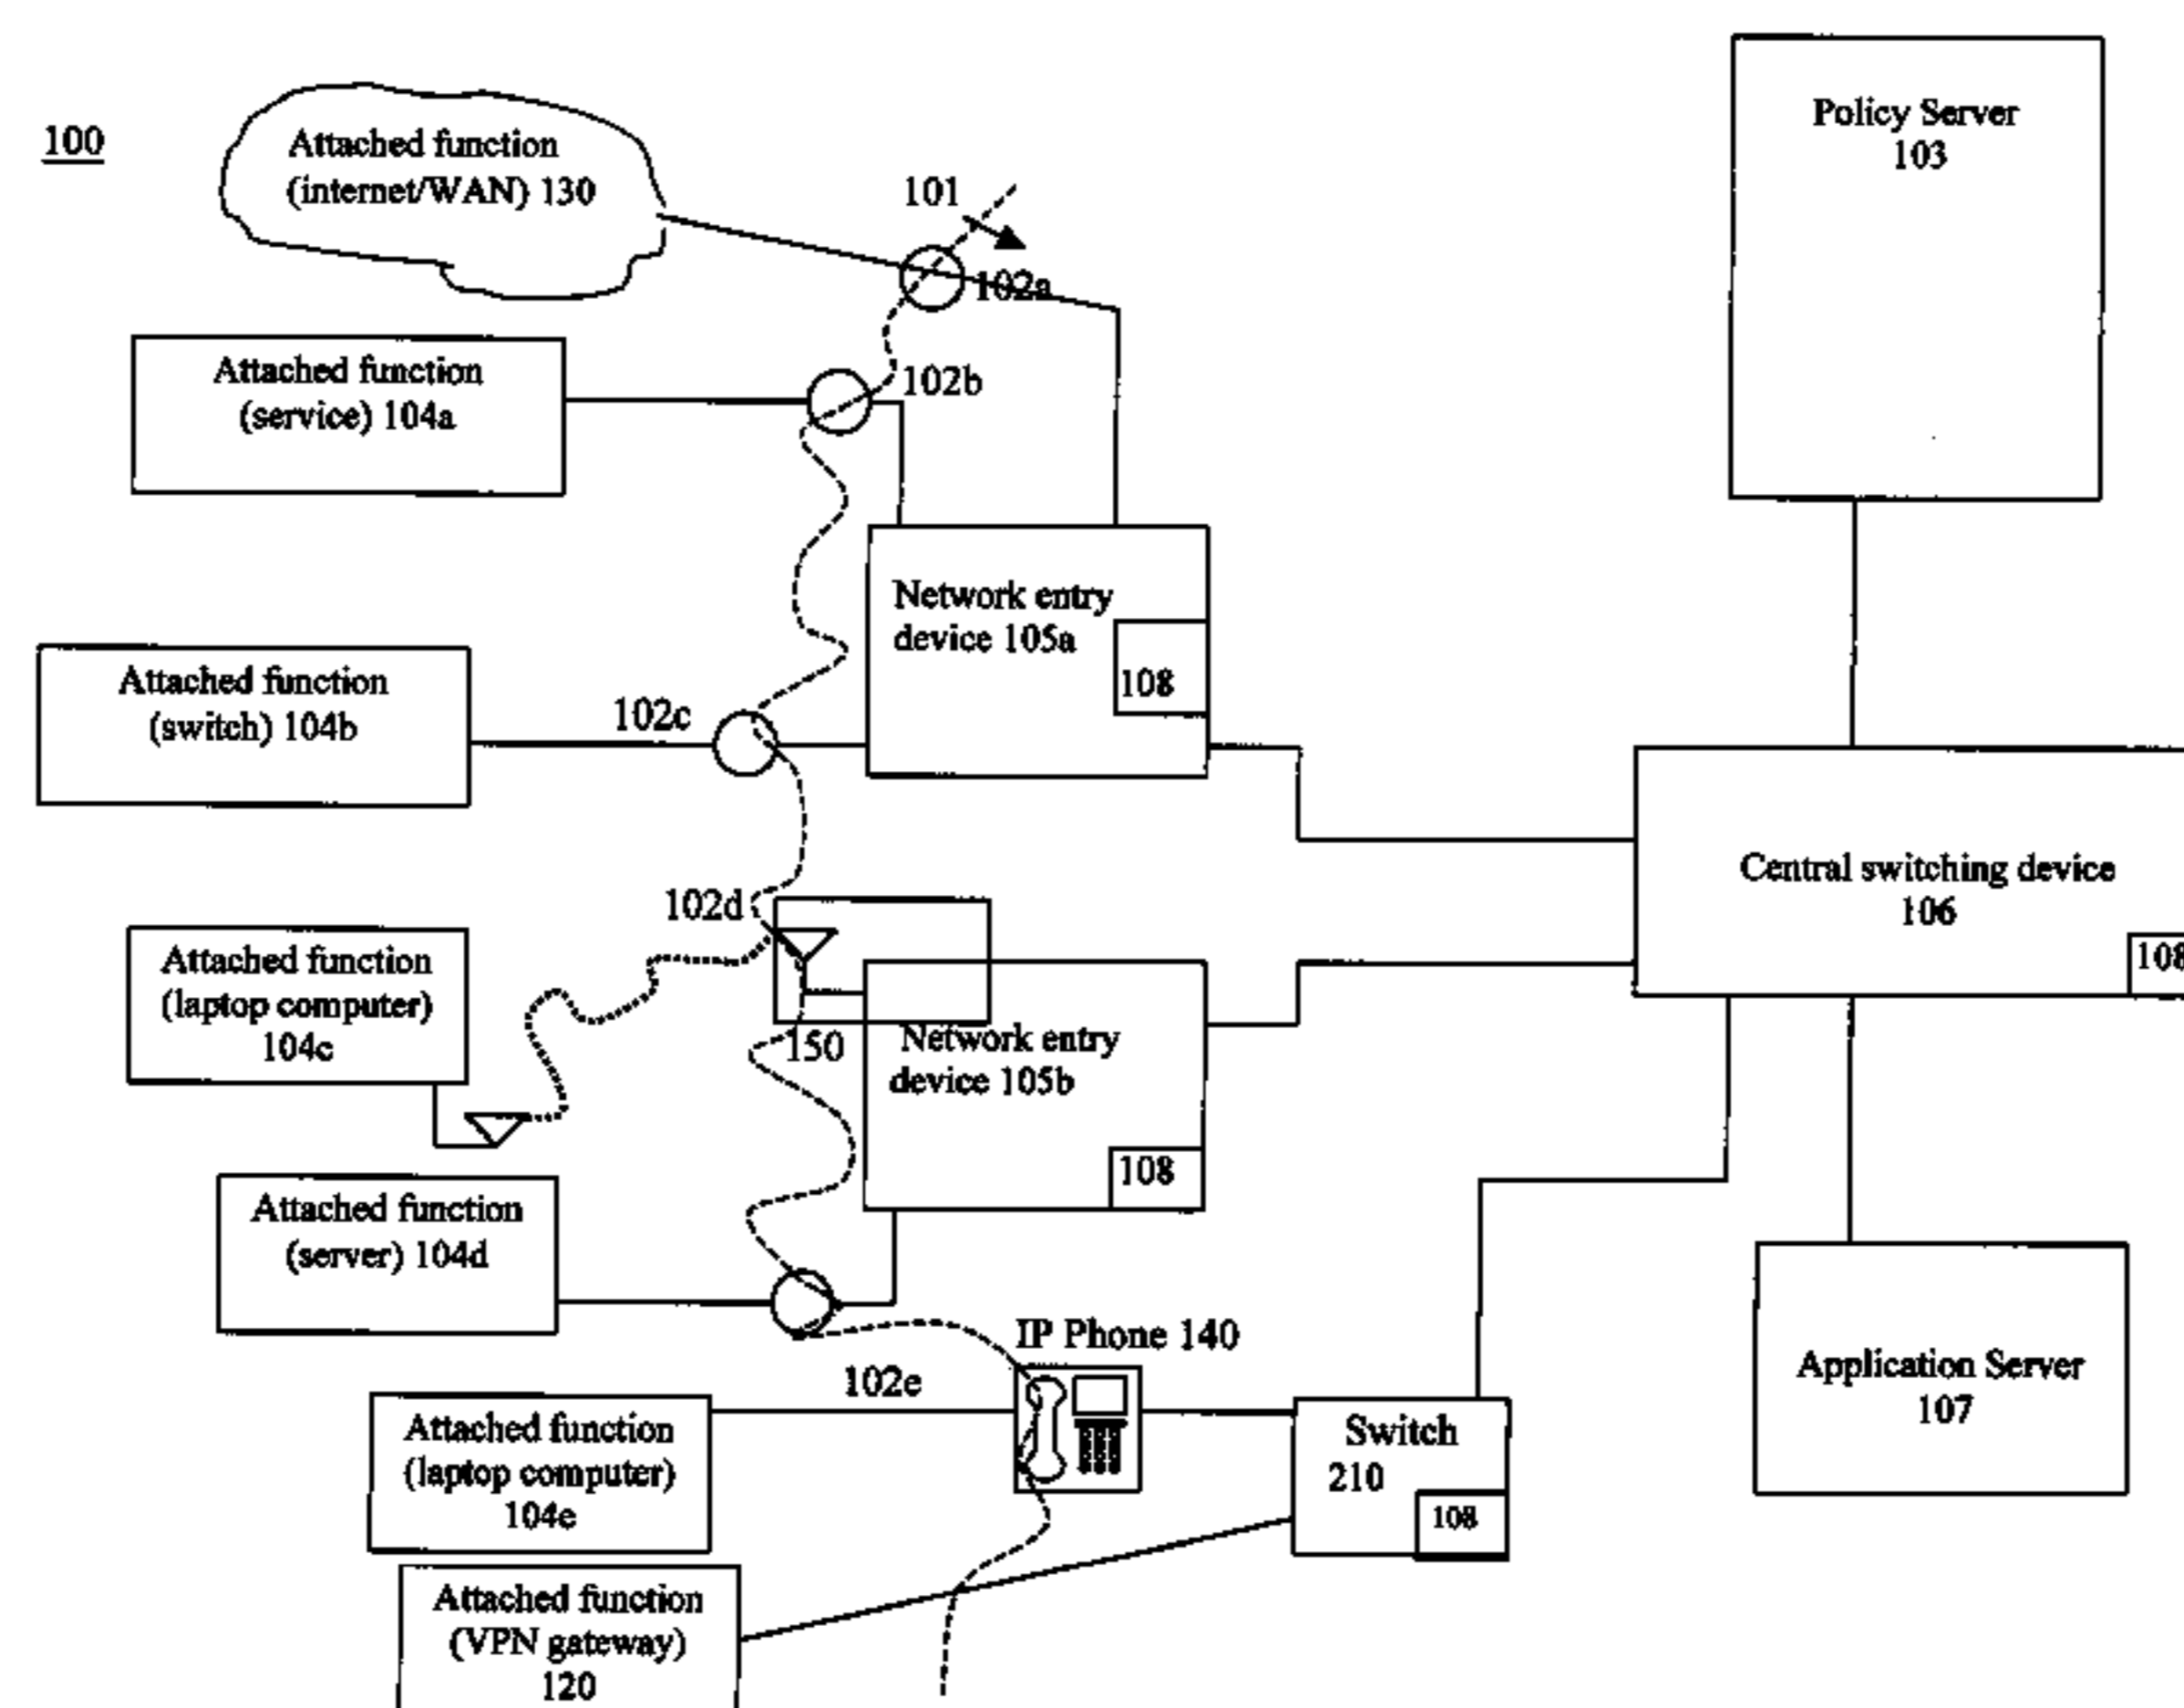 100
Attached function
(internet/WAN) 130
101
102a
Policy Server
103
Attached function
(service) 104a
102b
Network entry
device 105a
108
Attached function
(switch) 104b
102c
Central switching device
106
108
102d
Attached function
(laptop computer)
104c
150
Network entry
device 105b
108
Attached function
(server) 104d
IP Phone 140
102e
Attached function
(laptop computer)
104e
Switch
210
108
Application Server
107
Attached function
(VPN gateway)
120